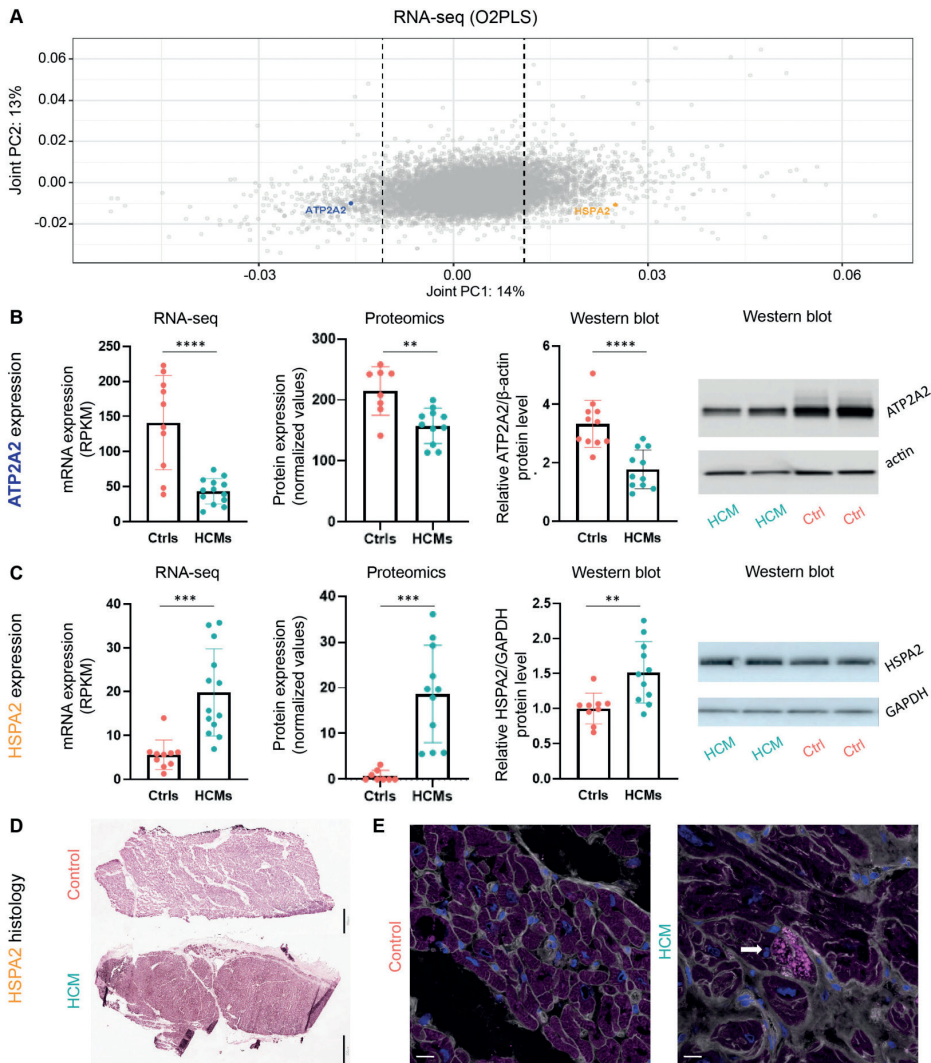 A
RNA-seq (O2PLS)
Joint PC2: 13%
0.06
0.04
0.02
0.00
-0.02
ATP2A2
HSPA2
-0.03
0.00
0.03
0.06
Joint PC1: 14%
B
ATP2A2 expression
RNA-seq
mRNA expression
(RPKM)
250
200
150
100
50
0
****
Ctrls
HCMs
Proteomics
Protein expression
(normalized values)
300
200
100
0
**
Ctrls
HCMs
Western blot
Relative ATP2A2/β-actin
protein level
6
4
2
0
****
Ctrls
HCMs
Western blot
ATP2A2
actin
HCM
HCM
Ctrl
Ctrl
C
HSPA2 expression
RNA-seq
mRNA expression
(RPKM)
40
30
20
10
0
***
Ctrls
HCMs
Proteomics
Protein expression
(normalized values)
40
30
20
10
0
***
Ctrls
HCMs
Western blot
Relative HSPA2/GAPDH
protein level
2.5
2.0
1.5
1.0
0.5
0.0
**
Ctrls
HCMs
Western blot
HSPA2
GAPDH
HCM
HCM
Ctrl
Ctrl
D
HSPA2 histology
Control
HCM
E
Control
HCM